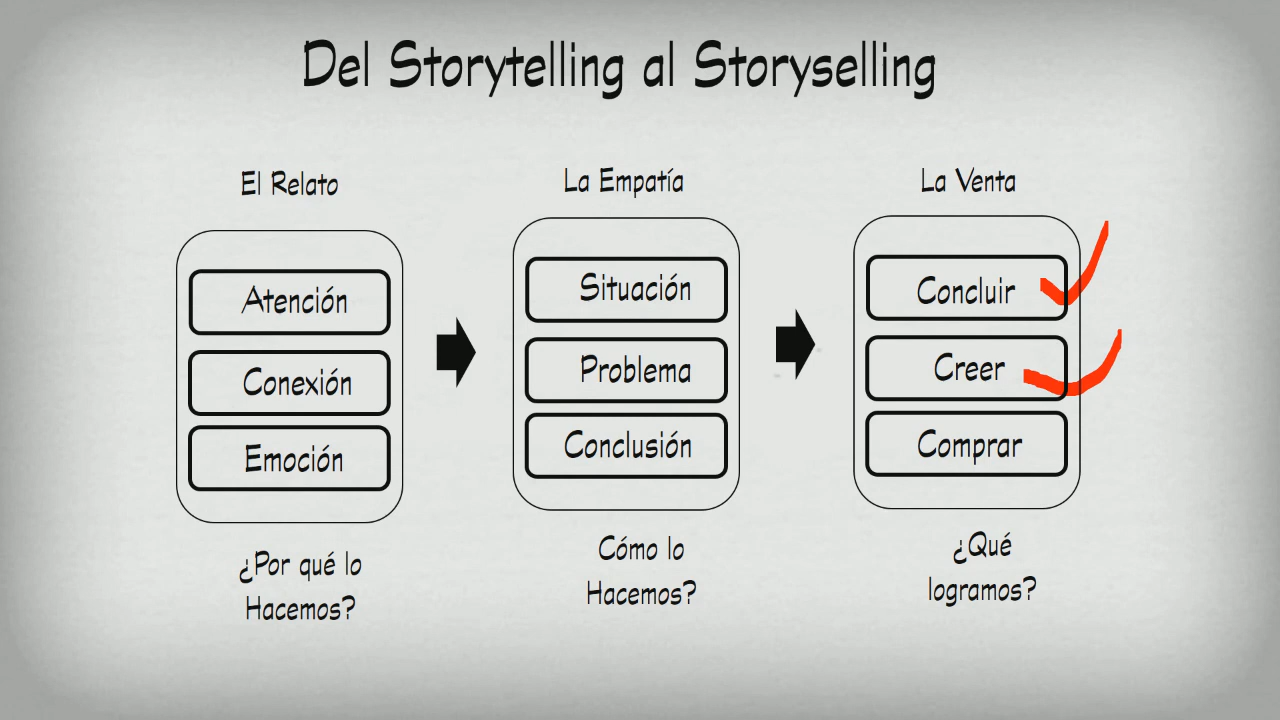 Del Storytelling al Storyselling
El Relato
Atención
Conexión
Emoción
¿Por qué lo
Hacemos?
La Empatía
Situación
Problema
Conclusión
Cómo lo
Hacemos?
La Venta
Concluir
Creer
Comprar
¿Qué
logramos?